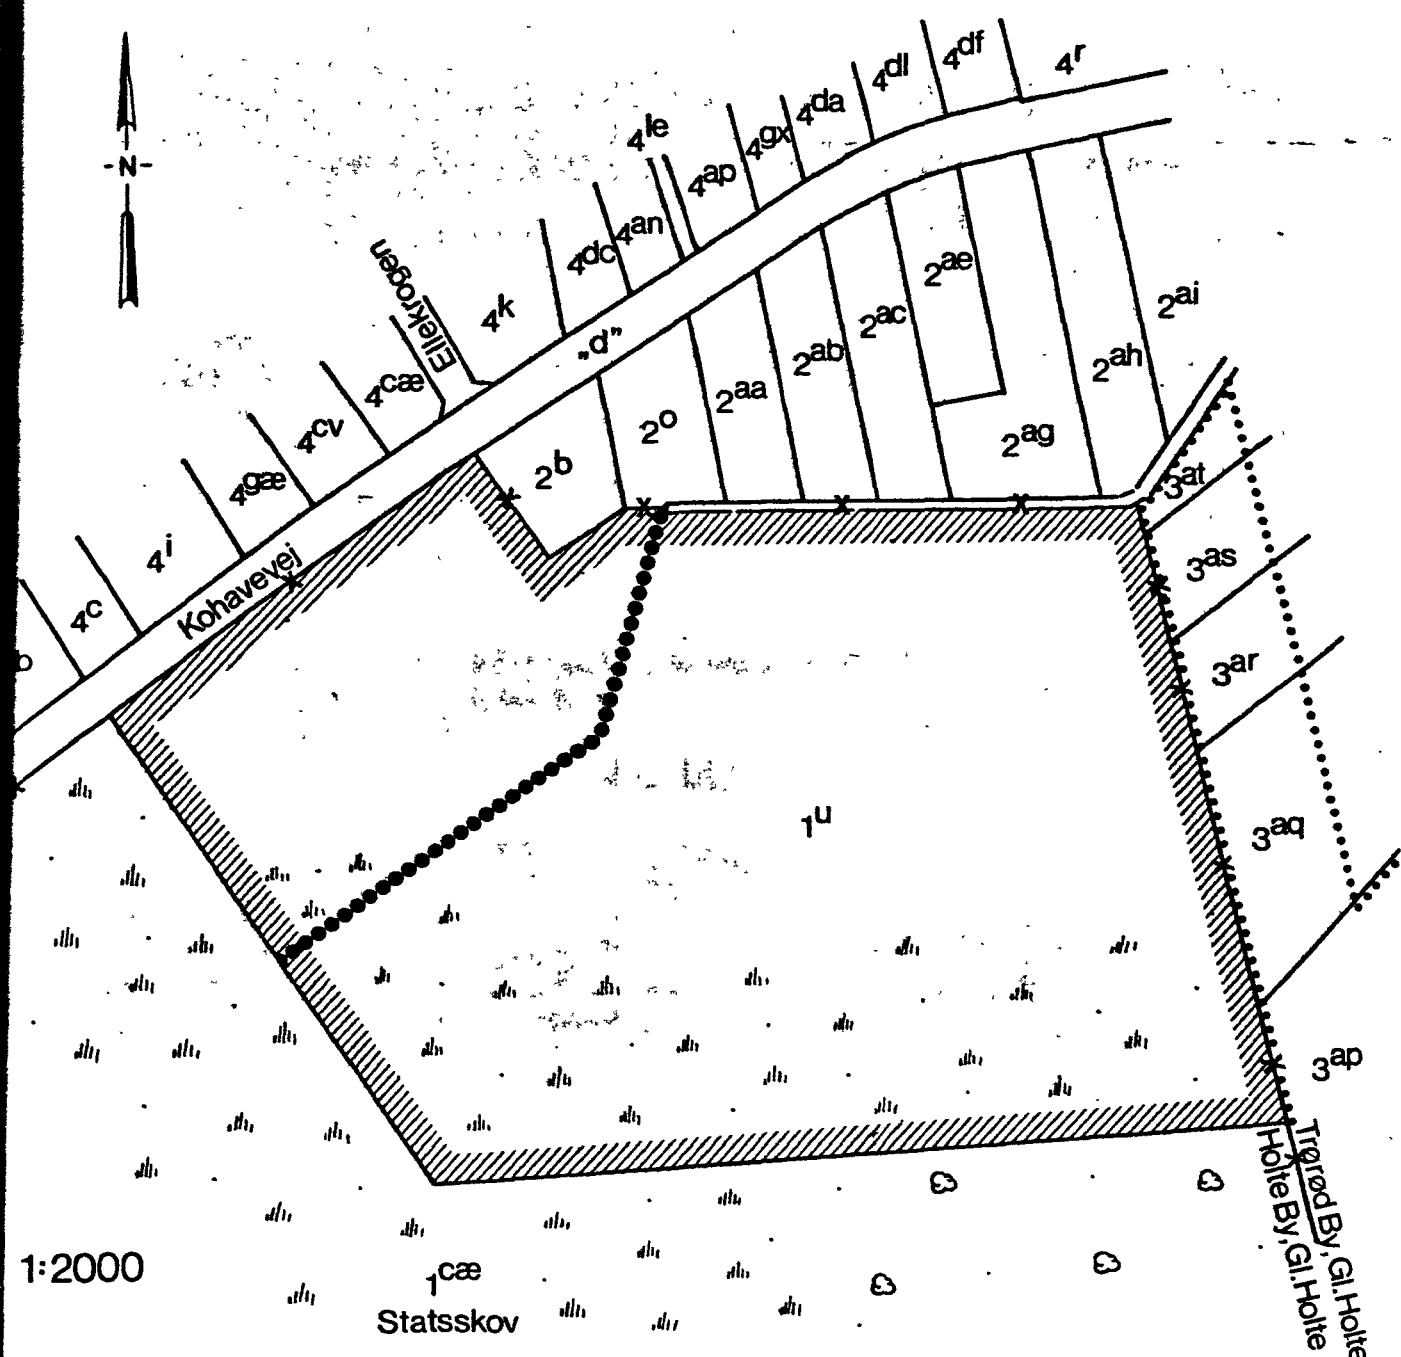 4r
4df
4dl
4da
4gx
4le
4ap
4an
4dc
4k
Ellekrogen
4cæ
4cv
4gæ
4i
4c
-N-
„d”
Kohavevej
2ai
2ae
2ac
2ab
2ah
2aa
2o
2ag
2b
3at
3as
3ar
3aq
3ap
1u
Trørød By, Gl. Holte
Holte By, Gl. Holte
1:2000
1cæ
Statsskov